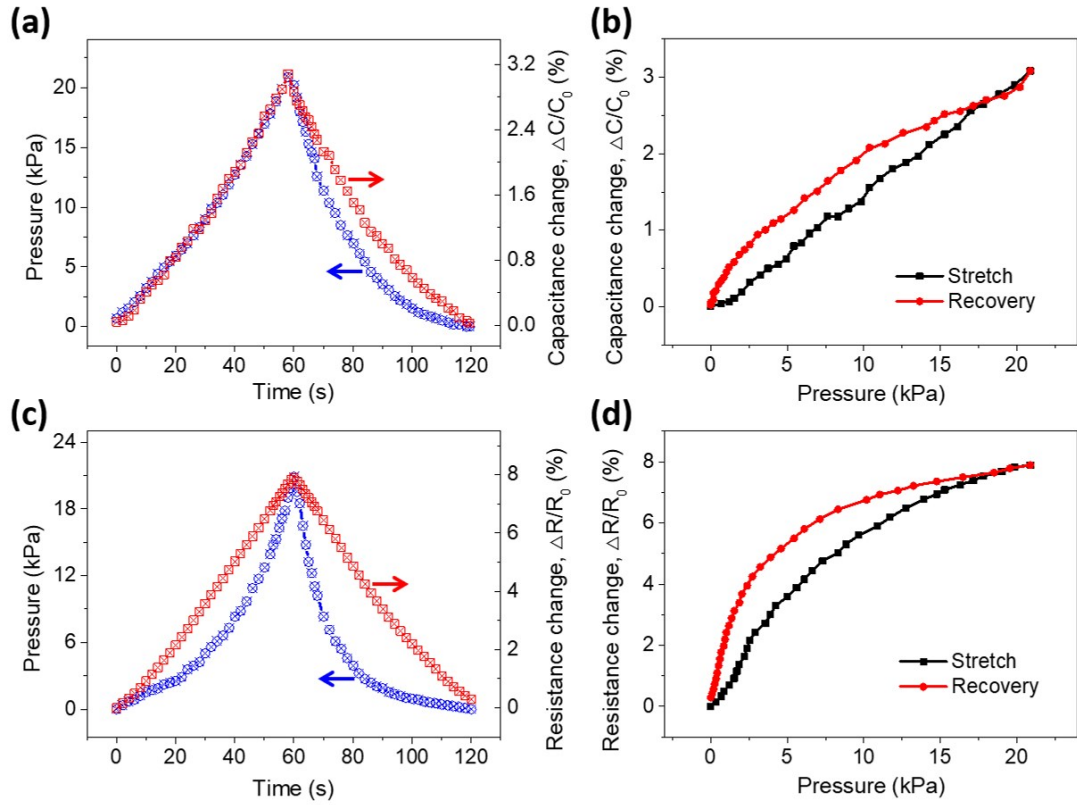 (a)
Pressure (kPa)
20
15
10
5
0
3.2
2.4
1.6
0.8
0.0
Capacitance change, △C/C₀ (%)
0 20 40 60 80 100 120
Time (s)
(b)
Capacitance change, △C/C₀ (%)
3
2
1
0
Stretch
Recovery
0 5 10 15 20
Pressure (kPa)
(c)
Pressure (kPa)
24
18
12
6
0
8
6
4
2
0
Resistance change, △R/R₀ (%)
0 20 40 60 80 100 120
Time (s)
(d)
Resistance change, △R/R₀ (%)
8
6
4
2
0
Stretch
Recovery
0 5 10 15 20
Pressure (kPa)